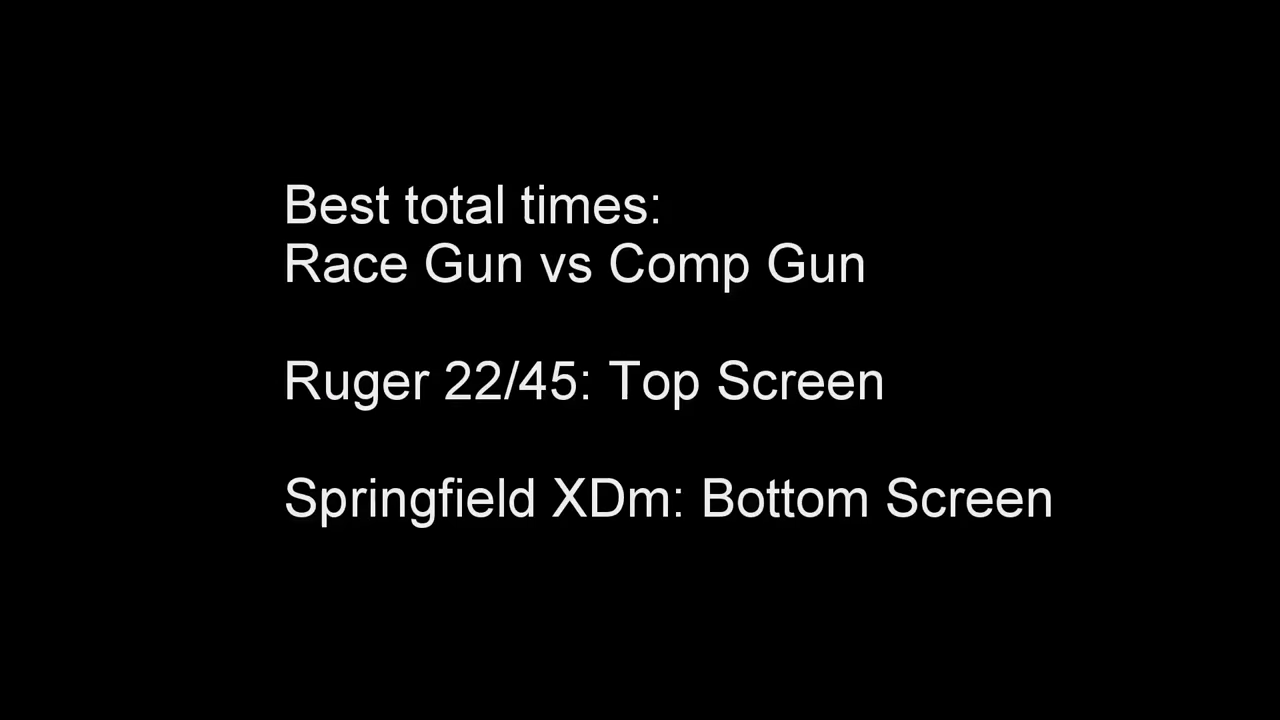 Best total times:
Race Gun vs Comp Gun
Ruger 22/45: Top Screen
Springfield XDm: Bottom Screen